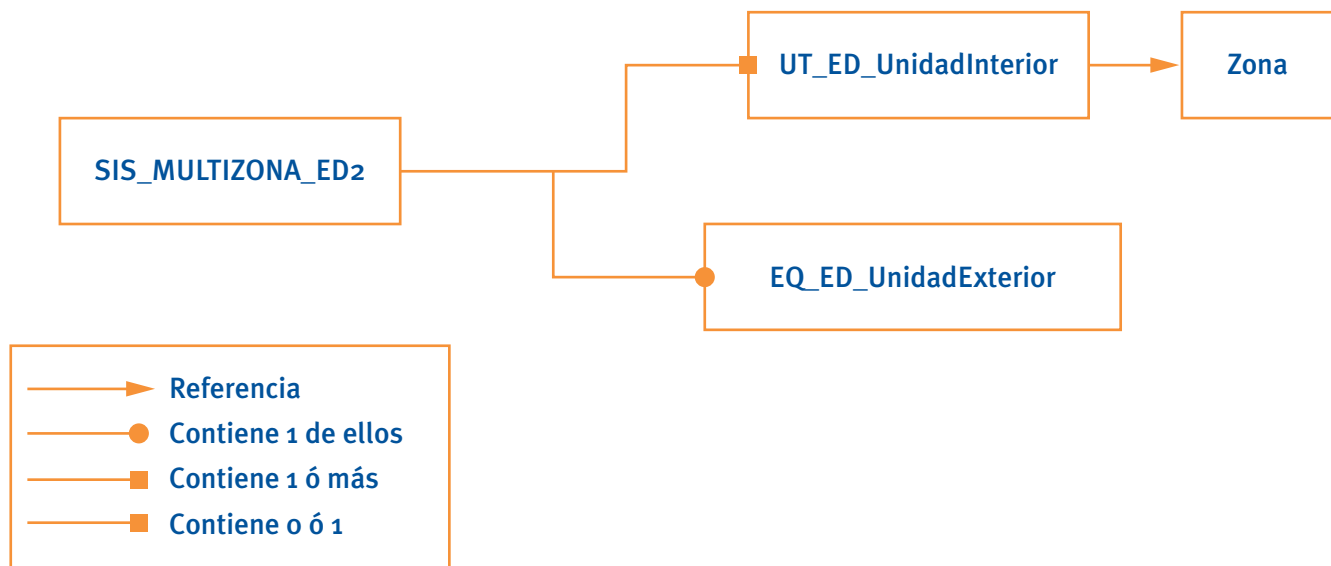 UT_ED_UnidadInterior
Zona
SIS_MULTIZONA_ED2
EQ_ED_UnidadExterior
Referencia
Contiene 1 de ellos
Contiene 1 ó más
Contiene 0 ó 1